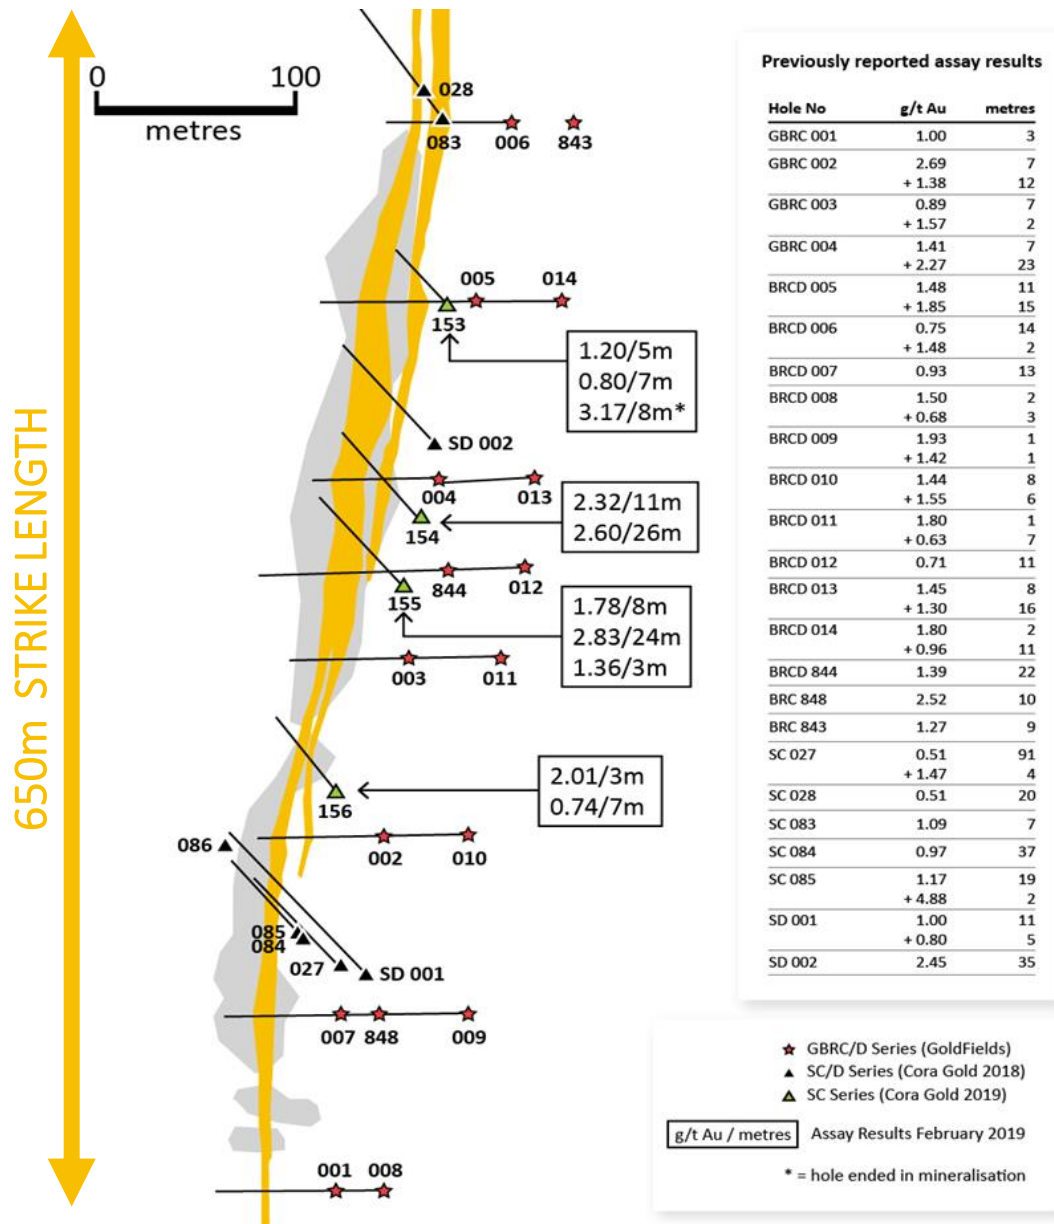 0 100
metres
650m STRIKE LENGTH
028
083 006 843
005 014
153
1.20/5m
0.80/7m
3.17/8m*
SD 002
004 013
154
2.32/11m
2.60/26m
844 012
155
1.78/8m
2.83/24m
1.36/3m
003 011
156
2.01/3m
0.74/7m
086
002 010
085
084
027 SD 001
007 848 009
001 008
Previously reported assay results
Hole No g/t Au metres
GBRC 001 1.00 3
GBRC 002 2.69 7
+ 1.38 12
GBRC 003 0.89 7
+ 1.57 2
GBRC 004 1.41 7
+ 2.27 23
BRCD 005 1.48 11
+ 1.85 15
BRCD 006 0.75 14
+ 1.48 2
BRCD 007 0.93 13
BRCD 008 1.50 2
+ 0.68 3
BRCD 009 1.93 1
+ 1.42 1
BRCD 010 1.44 8
+ 1.55 6
BRCD 011 1.80 1
+ 0.63 7
BRCD 012 0.71 11
BRCD 013 1.45 8
+ 1.30 16
BRCD 014 1.80 2
+ 0.96 11
BRCD 844 1.39 22
BRC 848 2.52 10
BRC 843 1.27 9
SC 027 0.51 91
+ 1.47 4
SC 028 0.51 20
SC 083 1.09 7
SC 084 0.97 37
SC 085 1.17 19
+ 4.88 2
SD 001 1.00 11
+ 0.80 5
SD 002 2.45 35
GBRC/D Series (GoldFields)
SC/D Series (Cora Gold 2018)
SC Series (Cora Gold 2019)
g/t Au / metres Assay Results February 2019
* = hole ended in mineralisation